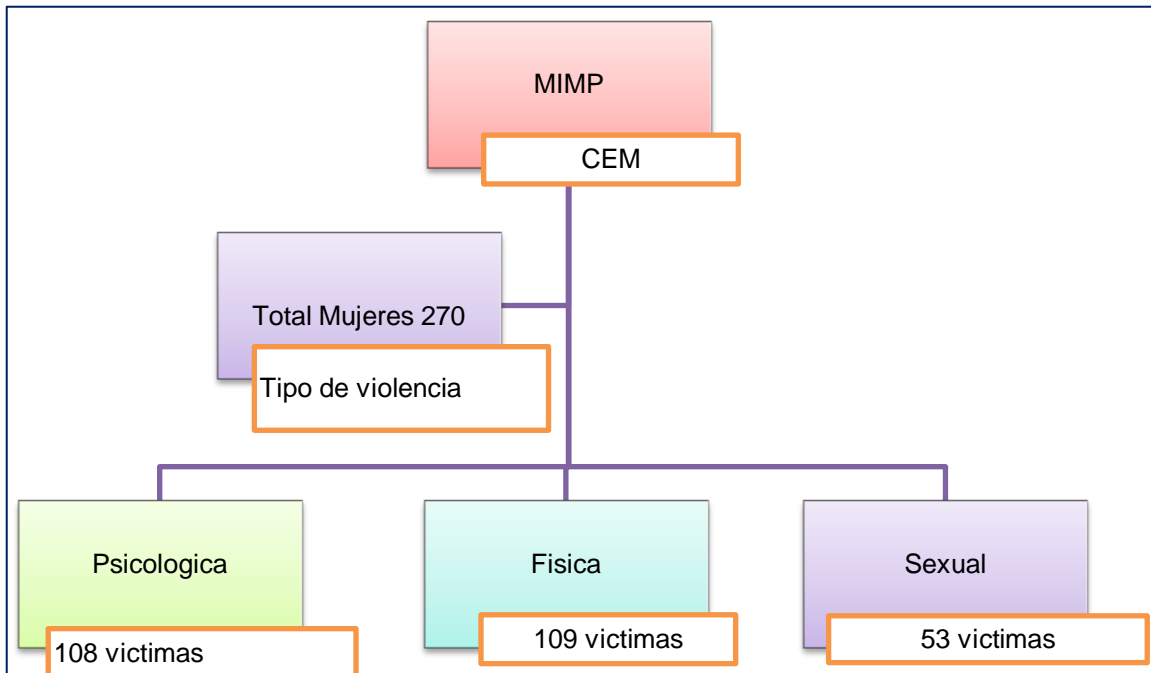 MIMP
CEM
Total Mujeres 270
Tipo de violencia
Psicologica
108 victimas
Fisica
109 victimas
Sexual
53 victimas